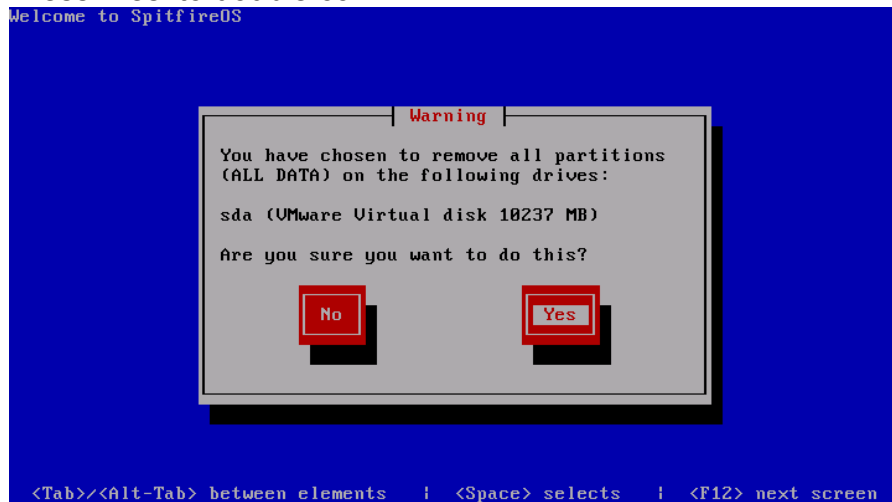 Welcome to SpitfireOS
Warning
You have chosen to remove all partitions
(ALL DATA) on the following drives:
sda (VMware Virtual disk 10237 MB)
Are you sure you want to do this?
No
Yes
<Tab>/<Alt-Tab> between elements | <Space> selects | <F12> next screen